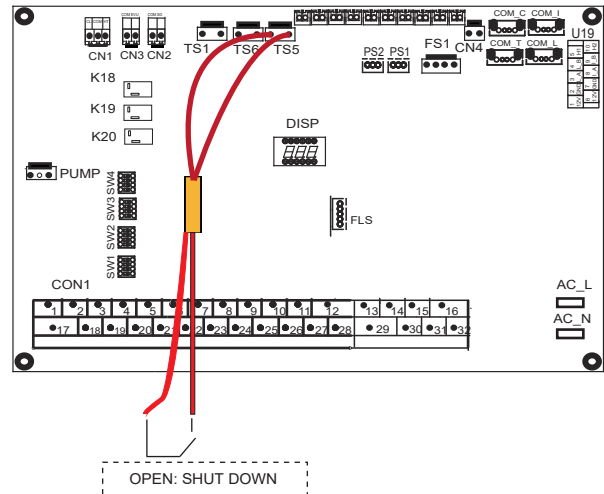 COM_C COM_I
U19
CN1 CN3 CN2 TS1 TS6 TS5 CN4
PS2 PS1 FS1 COM_T COM_L
K18
K19
K20
DISP
PUMP
SW4
SW3
SW2
SW1
FLS
CON1
AC_L
AC_N
1 2 3 4 5 6 7 8 9 10 11 12 13 14 15 16
17 18 19 20 21 22 23 24 25 26 27 28 29 30 31 32
OPEN: SHUT DOWN